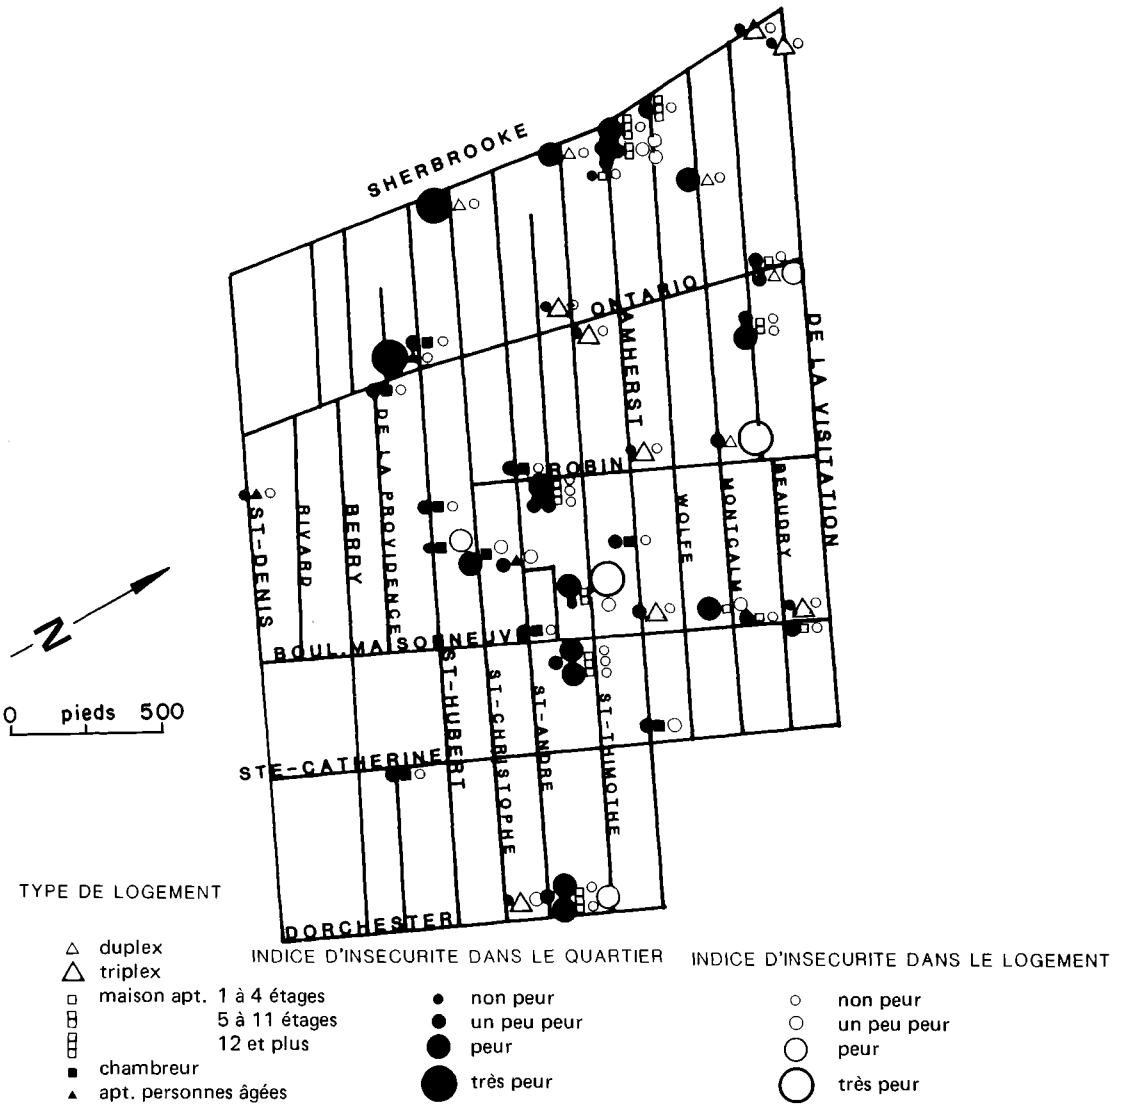 SHERBROOKE
ONTARIO
AMHERST
DE LA VISITATION
DE LA PROVIDENCE
ROBIN
ST-DENIS
RIVARD
BERRY
WOLFE
MONTCALM
BEAUDRY
N
BOUL.MAISONNEUV
0 pieds 500
ST-HUBERT
ST-CHRISTOPHE
ST-ANDRE
ST-THIMOTHE
STE-CATHERINE
DORCHESTER
TYPE DE LOGEMENT
duplex
triplex
maison apt. 1 à 4 étages
5 à 11 étages
12 et plus
chambreur
apt. personnes âgées
INDICE D'INSECURITE DANS LE QUARTIER
non peur
un peu peur
peur
très peur
INDICE D'INSECURITE DANS LE LOGEMENT
non peur
un peu peur
peur
très peur